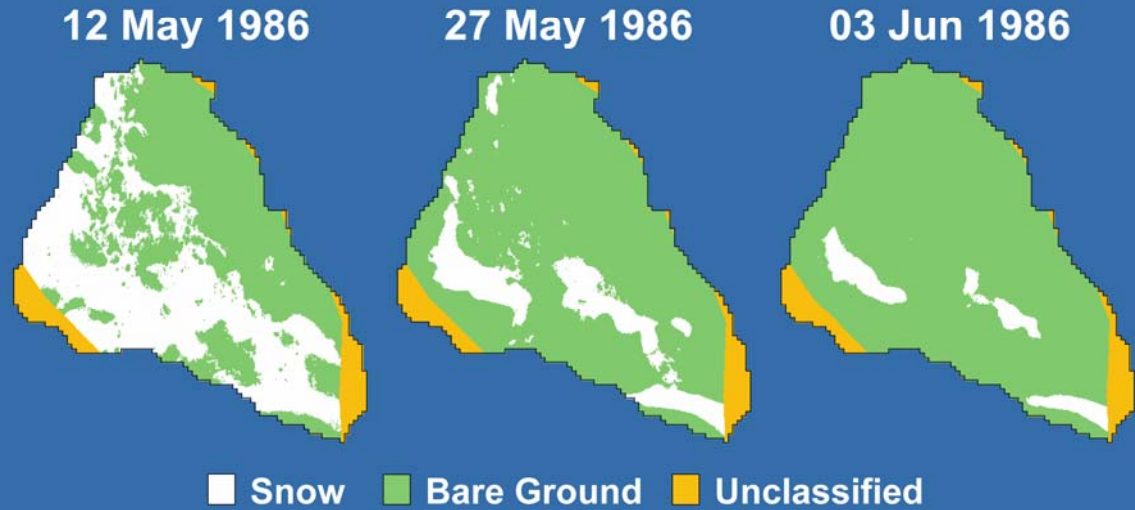 12 May 1986
27 May 1986
03 Jun 1986
Snow
Bare Ground
Unclassified